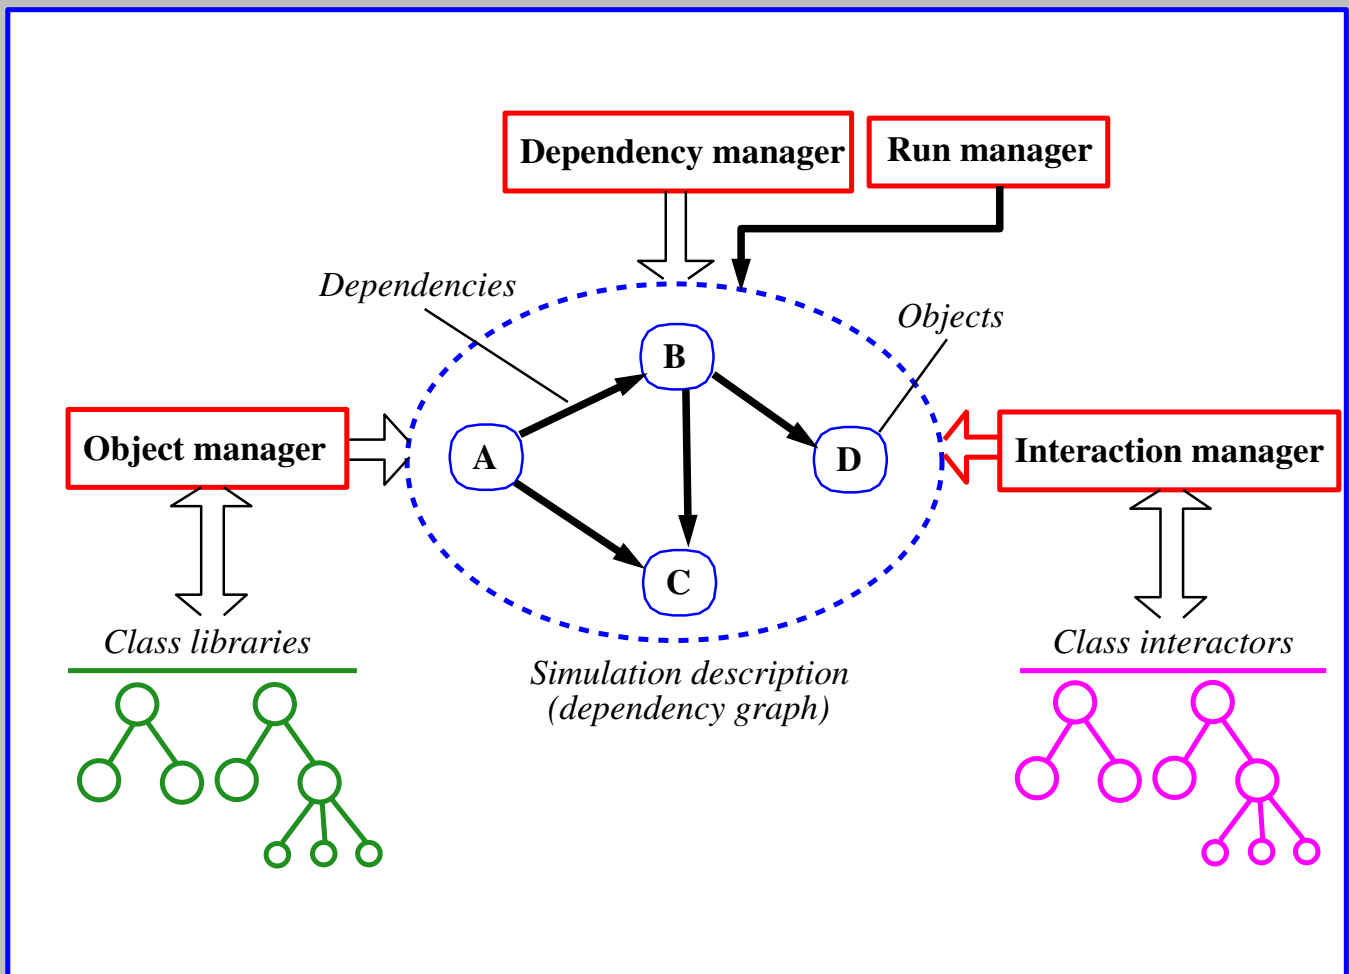 Dependency manager
Run manager
Dependencies
Objects
B
Object manager
A
D
Interaction manager
C
Class libraries
Simulation description
(dependency graph)
Class interactors